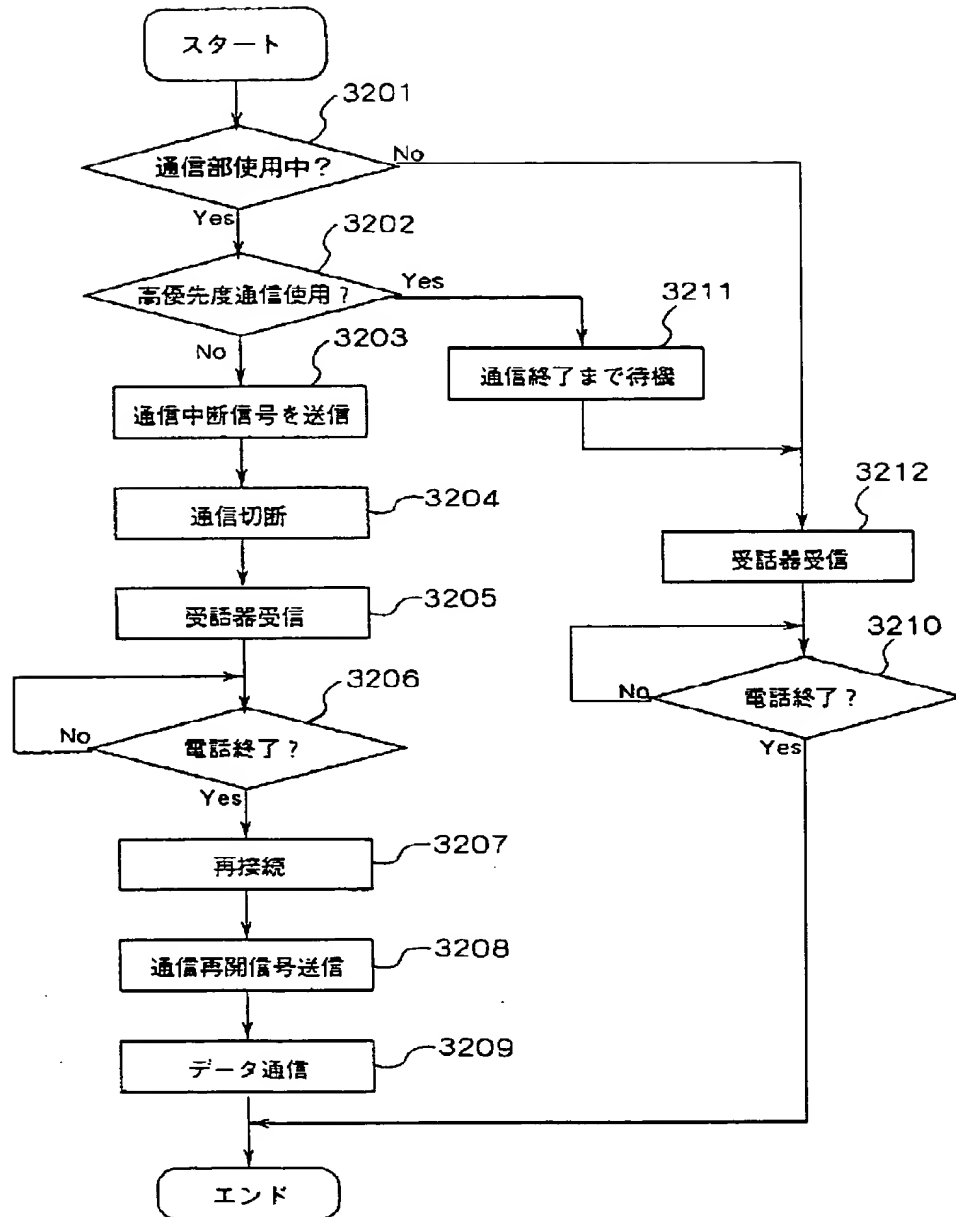 スタート
3201
通信部使用中?
No
Yes
3202
高優先度通信使用?
Yes
3211
No
3203
通信終了まで待機
通信中断信号を送信
3204
通信切断
3212
受話器受信
3205
受話器受信
3210
3206
No
電話終了?
No
電話終了?
Yes
Yes
3207
再接続
3208
通信再開信号送信
3209
データ通信
エンド